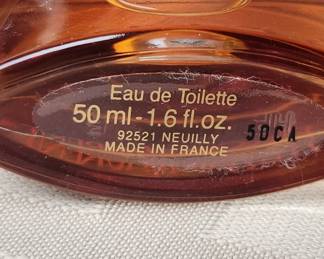 Eau de Toilette
50 ml - 1.6 fl.oz.
92521 NEUILLY
MADE IN FRANCE
50CA